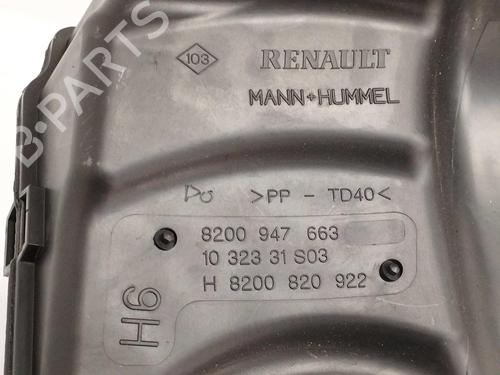 103
RENAULT
MANN+HUMMEL
>PP - TD40<
8200 947 663
10 323 31 S03
H 8200 820 922
H6
B-Parts